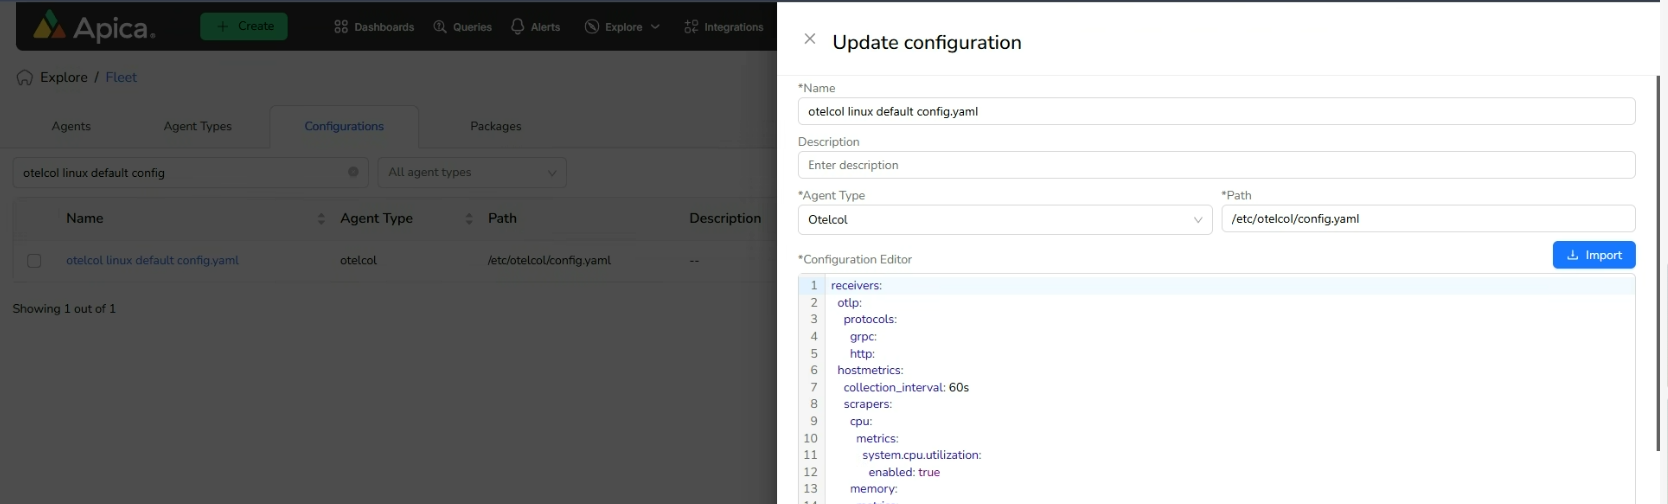 Apica.
+ Create
Dashboards
Queries
Alerts
Explore
Integrations
Explore / Fleet
Agents
Agent Types
Configurations
Packages
otelcol linux default config
All agent types
Name
Agent Type
Path
Description
otelcol linux default config.yaml
otelcol
/etc/otelcol/config.yaml
--
Showing 1 out of 1
Update configuration
*Name
otelcol linux default config.yaml
Description
Enter description
*Agent Type
*Path
Otelcol
/etc/otelcol/config.yaml
*Configuration Editor
Import
1 receivers:
2 otlp:
3 protocols:
4 grpc:
5 http:
6 hostmetrics:
7 collection_interval: 60s
8 scrapers:
9 cpu:
10 metrics:
11 system.cpu.utilization:
12 enabled: true
13 memory:
14 metrics: